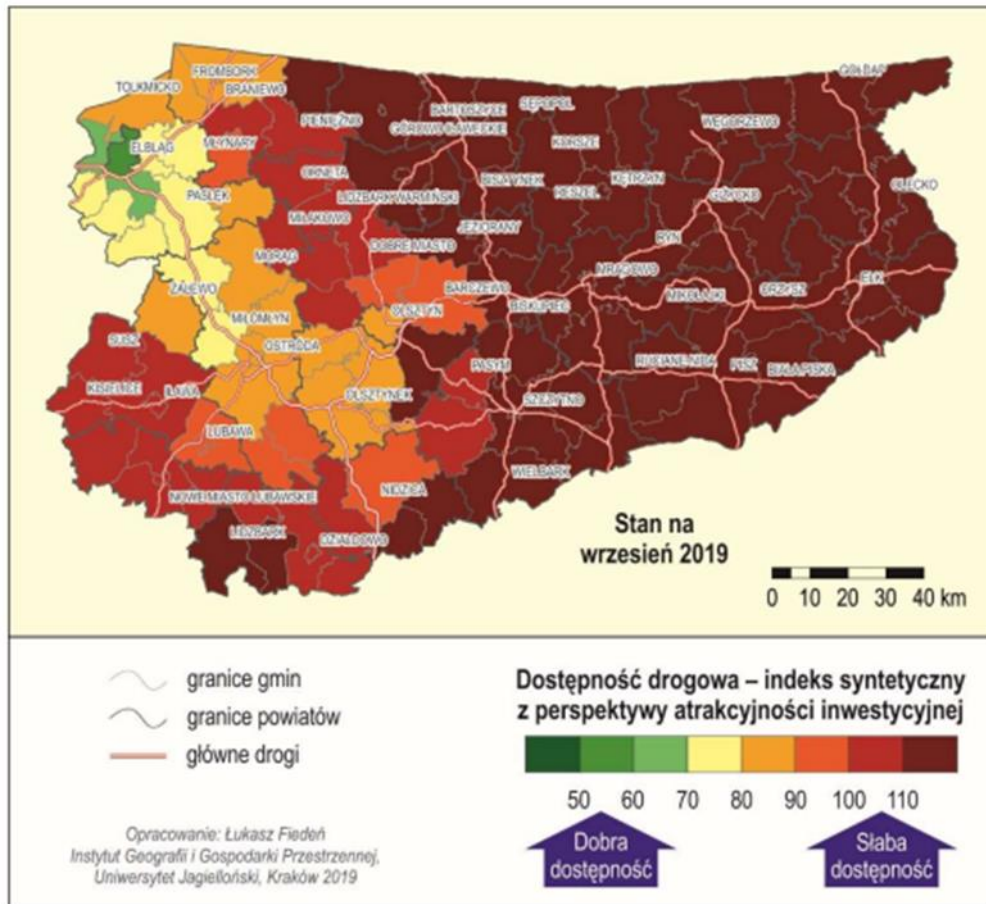 GOŁDAP
FROMBORK
TOLKMICKO
BRANIEWO
BARTOSZYCE
SĘPOPOL
PIENIĘŻNO
GÓROWO IŁAWECKIE
WĘGORZEWO
ELBLĄG
MŁYNARY
KORSZE
ORNETA
BISZTYNEK
KĘTRZYN
OLECKO
PASŁĘK
LIDZBARK WARMIŃSKI
RESZEL
GIŻYCKO
MIŁAKOWO
JEZIORANY
DOBRE MIASTO
RYN
MORĄG
MRĄGOWO
ZALEWO
BARCZEWO
EŁK
OLSZTYN
BISKUPIEC
MIKOŁAJKI
ORZYSZ
MIŁOMŁYN
SUSZ
OSTRÓDA
PASYM
RUCIANE-NIDA
PISZ
BIAŁA PISKA
KISIELICE
IŁAWA
OLSZTYNEK
SZCZYTNO
LUBAWA
WIELBARK
NIDZICA
NOWE MIASTO LUBAWSKIE
LIDZBARK
DZIAŁDOWO
Stan na
wrzesień 2019
0 10 20 30 40 km
granice gmin
granice powiatów
główne drogi
Opracowanie: Łukasz Fiedeń
Instytut Geografii i Gospodarki Przestrzennej,
Uniwersytet Jagielloński, Kraków 2019
Dostępność drogowa – indeks syntetyczny
z perspektywy atrakcyjności inwestycyjnej
50 60 70 80 90 100 110
Dobra
dostępność
Słaba
dostępność